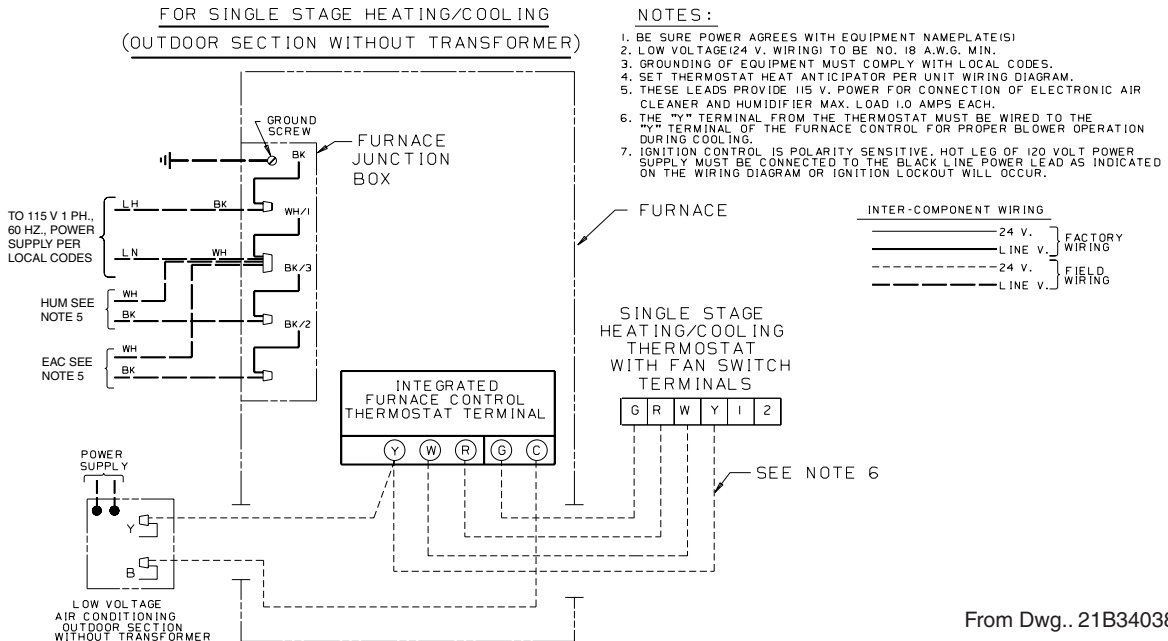 FOR SINGLE STAGE HEATING/COOLING
(OUTDOOR SECTION WITHOUT TRANSFORMER)
NOTES:
1. BE SURE POWER AGREES WITH EQUIPMENT NAMEPLATE(S)
2. LOW VOLTAGE(24 V. WIRING) TO BE NO. 18 A.W.G. MIN.
3. GROUNDING OF EQUIPMENT MUST COMPLY WITH LOCAL CODES.
4. SET THERMOSTAT HEAT ANTICIPATOR PER UNIT WIRING DIAGRAM.
5. THESE LEADS PROVIDE 115 V. POWER FOR CONNECTION OF ELECTRONIC AIR
CLEANER AND HUMIDIFIER MAX. LOAD 1.0 AMPS EACH.
6. THE "Y" TERMINAL FROM THE THERMOSTAT MUST BE WIRED TO THE
"Y" TERMINAL OF THE FURNACE CONTROL FOR PROPER BLOWER OPERATION
DURING COOLING.
7. IGNITION CONTROL IS POLARITY SENSITIVE. HOT LEG OF 120 VOLT POWER
SUPPLY MUST BE CONNECTED TO THE BLACK LINE POWER LEAD AS INDICATED
ON THE WIRING DIAGRAM OR IGNITION LOCKOUT WILL OCCUR.
GROUND
SCREW
BK
FURNACE
JUNCTION
BOX
TO 115 V 1 PH.,
60 HZ., POWER
SUPPLY PER
LOCAL CODES
LH
BK
WH/1
LN
WH
BK/3
HUM SEE
NOTE 5
WH
BK
BK/2
EAC SEE
NOTE 5
WH
BK
FURNACE
INTER-COMPONENT WIRING
24 V.
LINE V.
FACTORY
WIRING
24 V.
LINE V.
FIELD
WIRING
SINGLE STAGE
HEATING/COOLING
THERMOSTAT
WITH FAN SWITCH
TERMINALS
G R W Y 1 2
INTEGRATED
FURNACE CONTROL
THERMOSTAT TERMINAL
Y W R G C
SEE NOTE 6
POWER
SUPPLY
Y
B
LOW VOLTAGE
AIR CONDITIONING
OUTDOOR SECTION
WITHOUT TRANSFORMER
From Dwg.. 21B34038